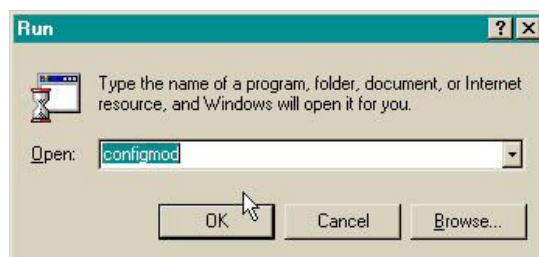 Run
Type the name of a program, folder, document, or Internet
resource, and Windows will open it for you.
Open: configmod
OK Cancel Browse...